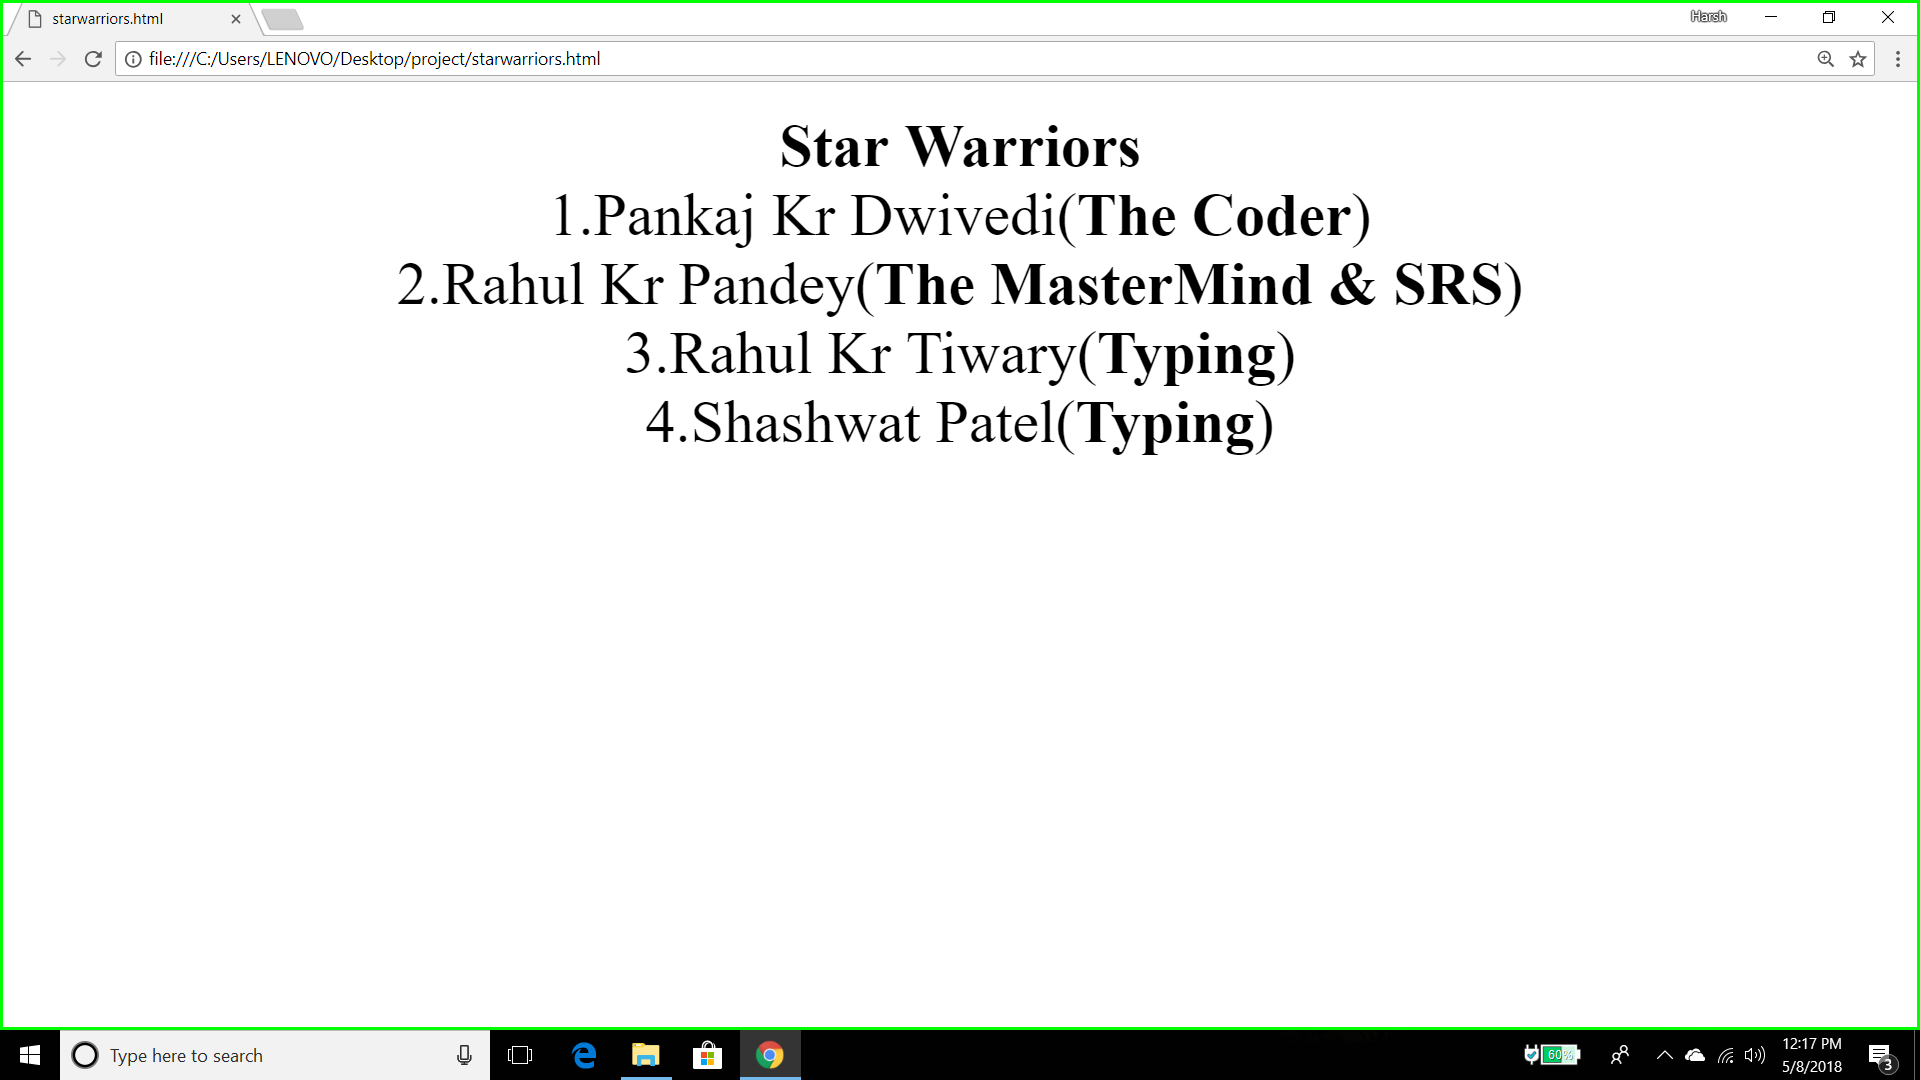 starwarriors.html
Harsh
file:///C:/Users/LENOVO/Desktop/project/starwarriors.html
Star Warriors
1.Pankaj Kr Dwivedi(The Coder)
2.Rahul Kr Pandey(The MasterMind & SRS)
3.Rahul Kr Tiwary(Typing)
4.Shashwat Patel(Typing)
Type here to search
60%
12:17 PM
5/8/2018
3